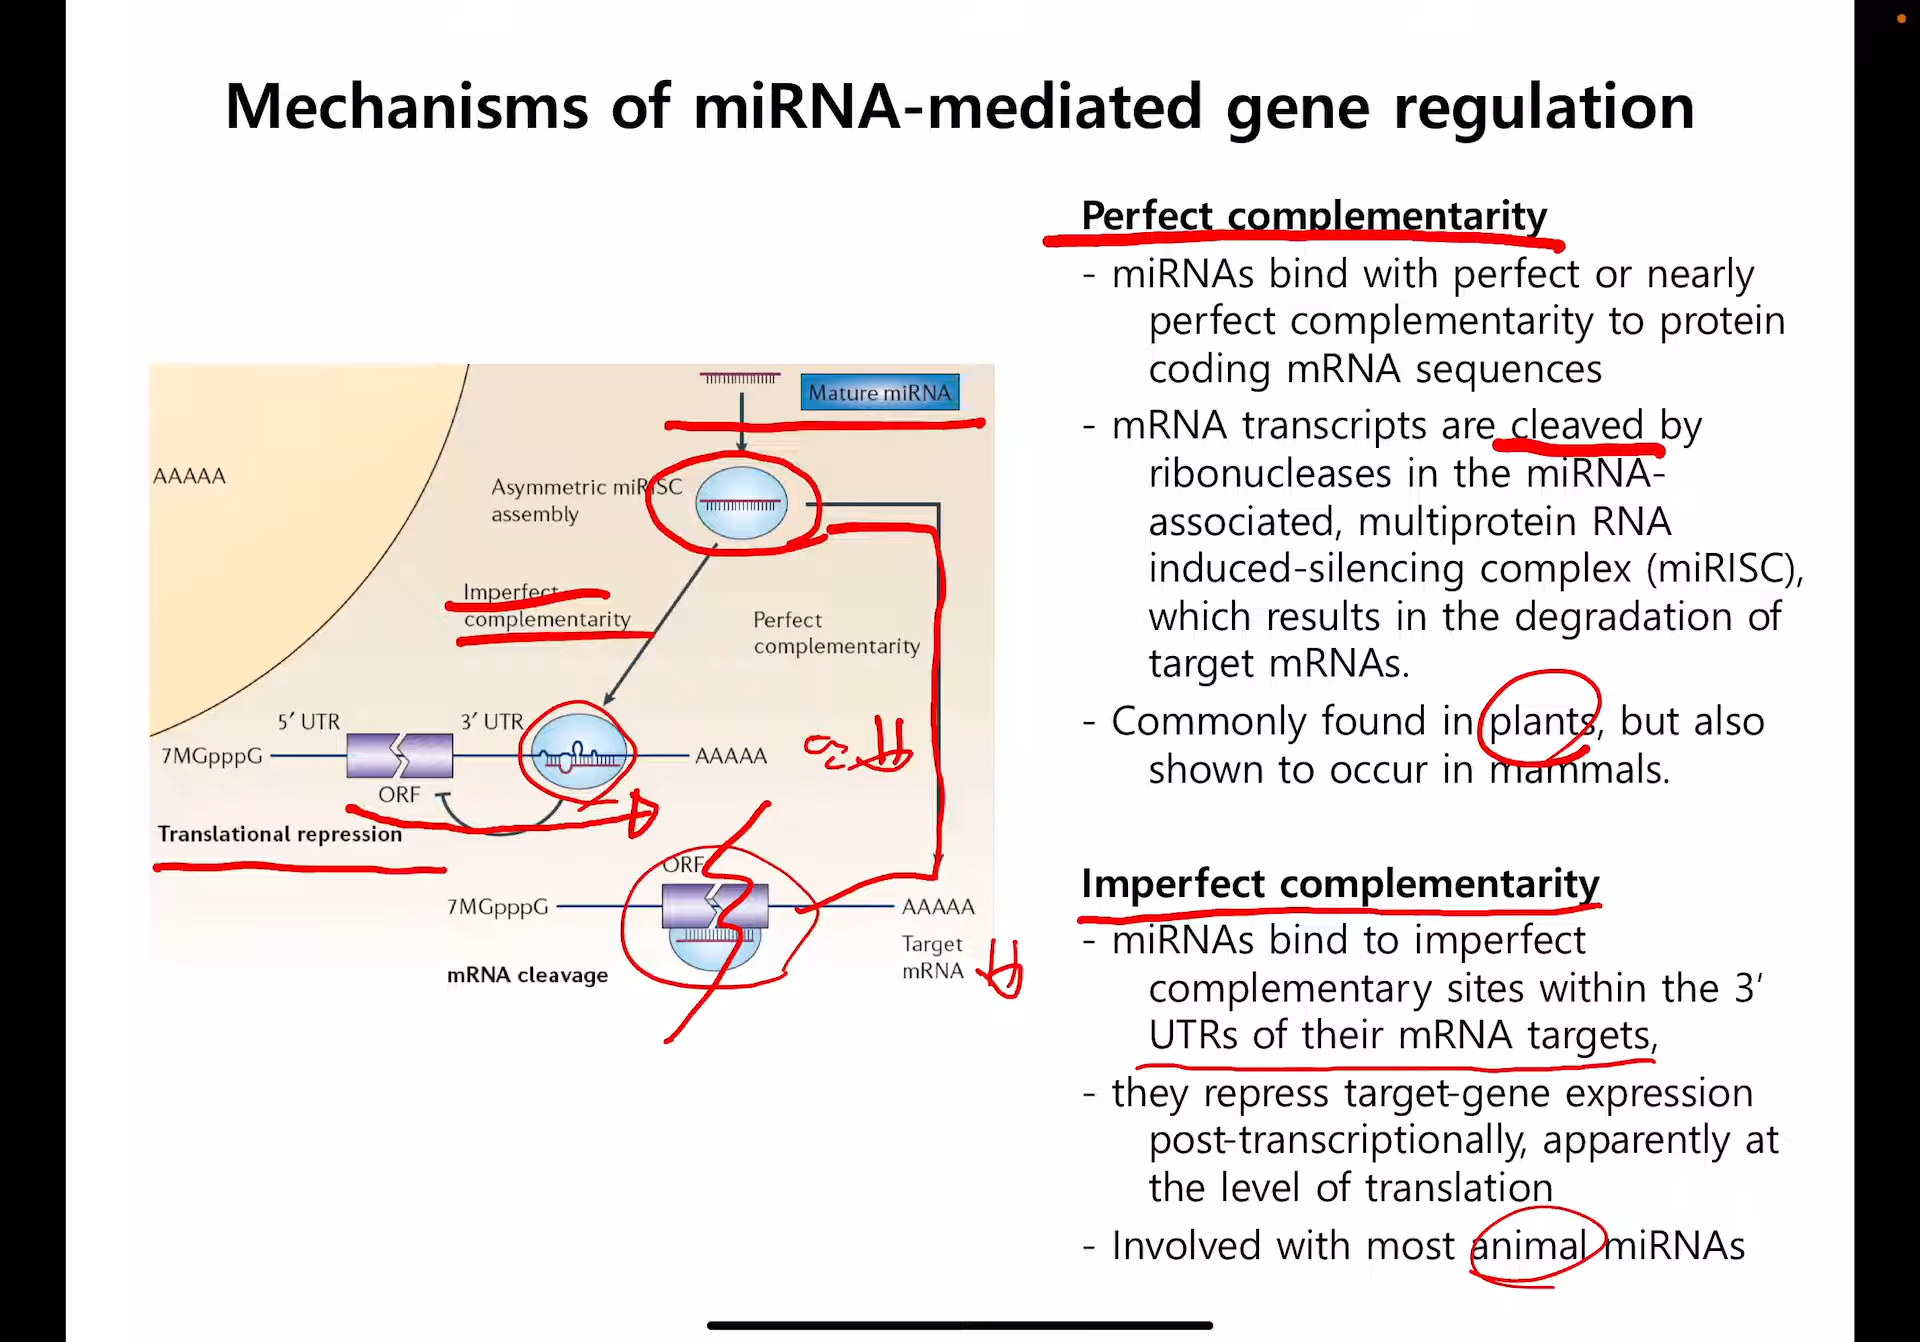 Mechanisms of miRNA-mediated gene regulation
Mature miRNA
AAAAA
Asymmetric miRISC
assembly
Imperfect
complementarity
Perfect
complementarity
5′ UTR
3′ UTR
7MGpppG
AAAAA
ORF
Translational repression
ORF
7MGpppG
AAAAA
Target
mRNA
mRNA cleavage
Perfect complementarity
- miRNAs bind with perfect or nearly
perfect complementarity to protein
coding mRNA sequences
- mRNA transcripts are cleaved by
ribonucleases in the miRNA-
associated, multiprotein RNA
induced-silencing complex (miRISC),
which results in the degradation of
target mRNAs.
- Commonly found in plants, but also
shown to occur in mammals.
Imperfect complementarity
- miRNAs bind to imperfect
complementary sites within the 3′
UTRs of their mRNA targets,
- they repress target-gene expression
post-transcriptionally, apparently at
the level of translation
- Involved with most animal miRNAs